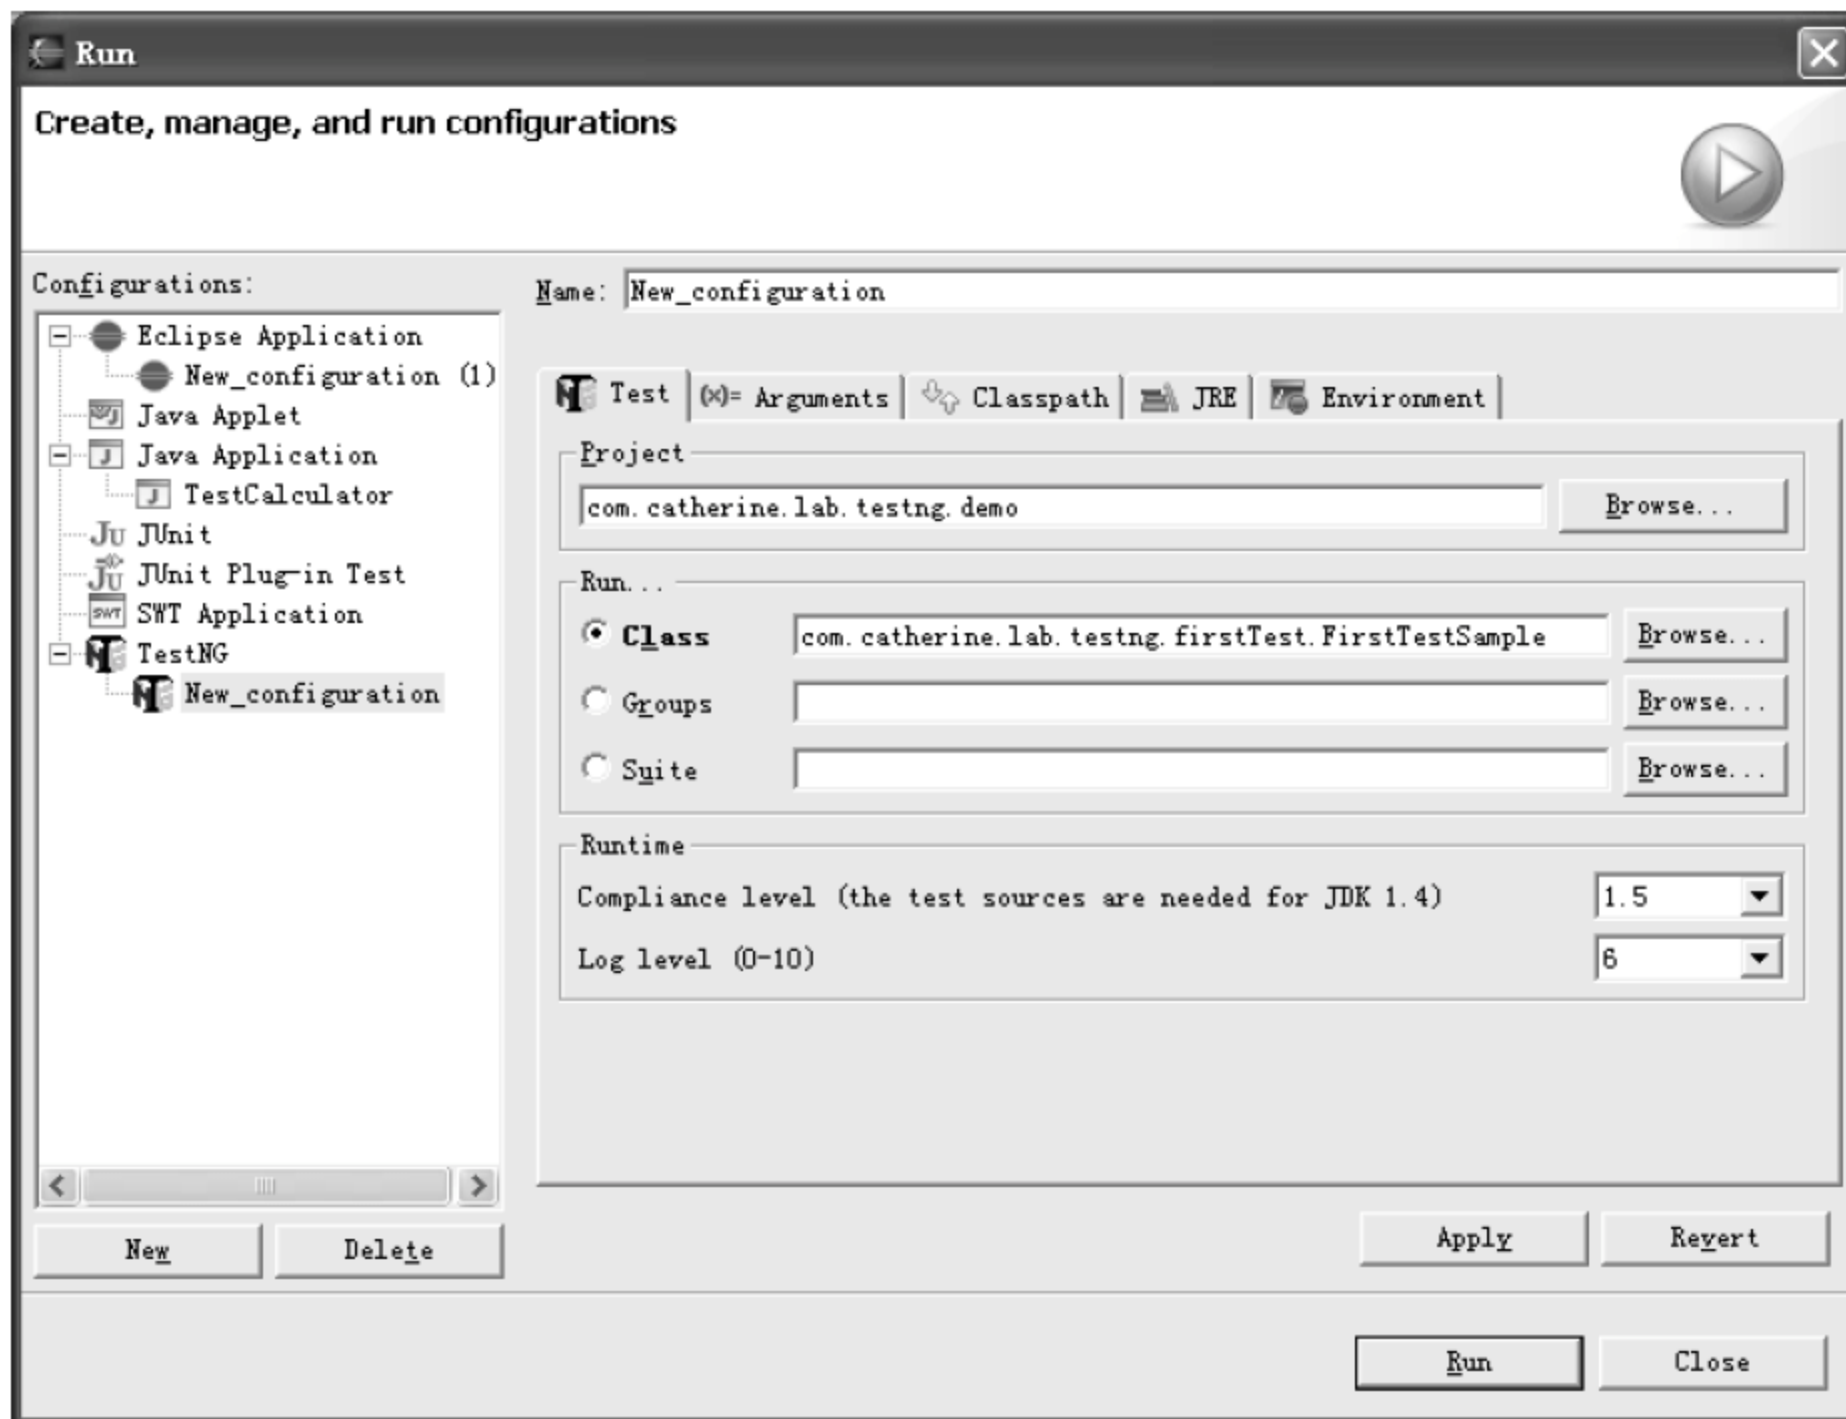 Run
Create, manage, and run configurations
Configurations:
Eclipse Application
New_configuration (1)
Java Applet
Java Application
TestCalculator
JUnit
JUnit Plug-in Test
SWT Application
TestNG
New_configuration
New
Delete
Name: New_configuration
Test (x)= Arguments Classpath JRE Environment
Project
com.catherine.lab.testng.demo Browse...
Run...
Class com.catherine.lab.testng.firstTest.FirstTestSample Browse...
Groups Browse...
Suite Browse...
Runtime
Compliance level (the test sources are needed for JDK 1.4) 1.5
Log level (0-10) 6
Apply Revert
Run Close